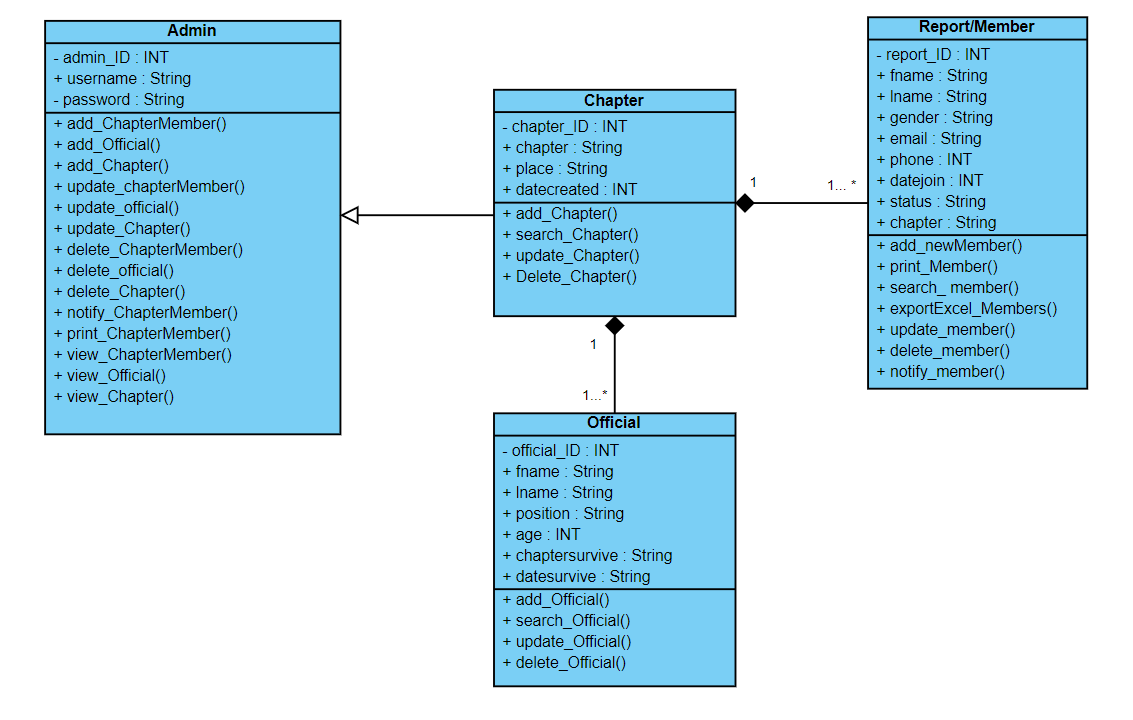 Admin
- admin_ID : INT
+ username : String
- password : String
+ add_ChapterMember()
+ add_Official()
+ add_Chapter()
+ update_chapterMember()
+ update_official()
+ update_Chapter()
+ delete_ChapterMember()
+ delete_official()
+ delete_Chapter()
+ notify_ChapterMember()
+ print_ChapterMember()
+ view_ChapterMember()
+ view_Official()
+ view_Chapter()
Chapter
- chapter_ID : INT
+ chapter : String
+ place : String
+ datecreated : INT
+ add_Chapter()
+ search_Chapter()
+ update_Chapter()
+ Delete_Chapter()
1
1... *
Report/Member
- report_ID : INT
+ fname : String
+ lname : String
+ gender : String
+ email : String
+ phone : INT
+ datejoin : INT
+ status : String
+ chapter : String
+ add_newMember()
+ print_Member()
+ search_ member()
+ exportExcel_Members()
+ update_member()
+ delete_member()
+ notify_member()
1
1...*
Official
- official_ID : INT
+ fname : String
+ lname : String
+ position : String
+ age : INT
+ chaptersurvive : String
+ datesurvive : String
+ add_Official()
+ search_Official()
+ update_Official()
+ delete_Official()